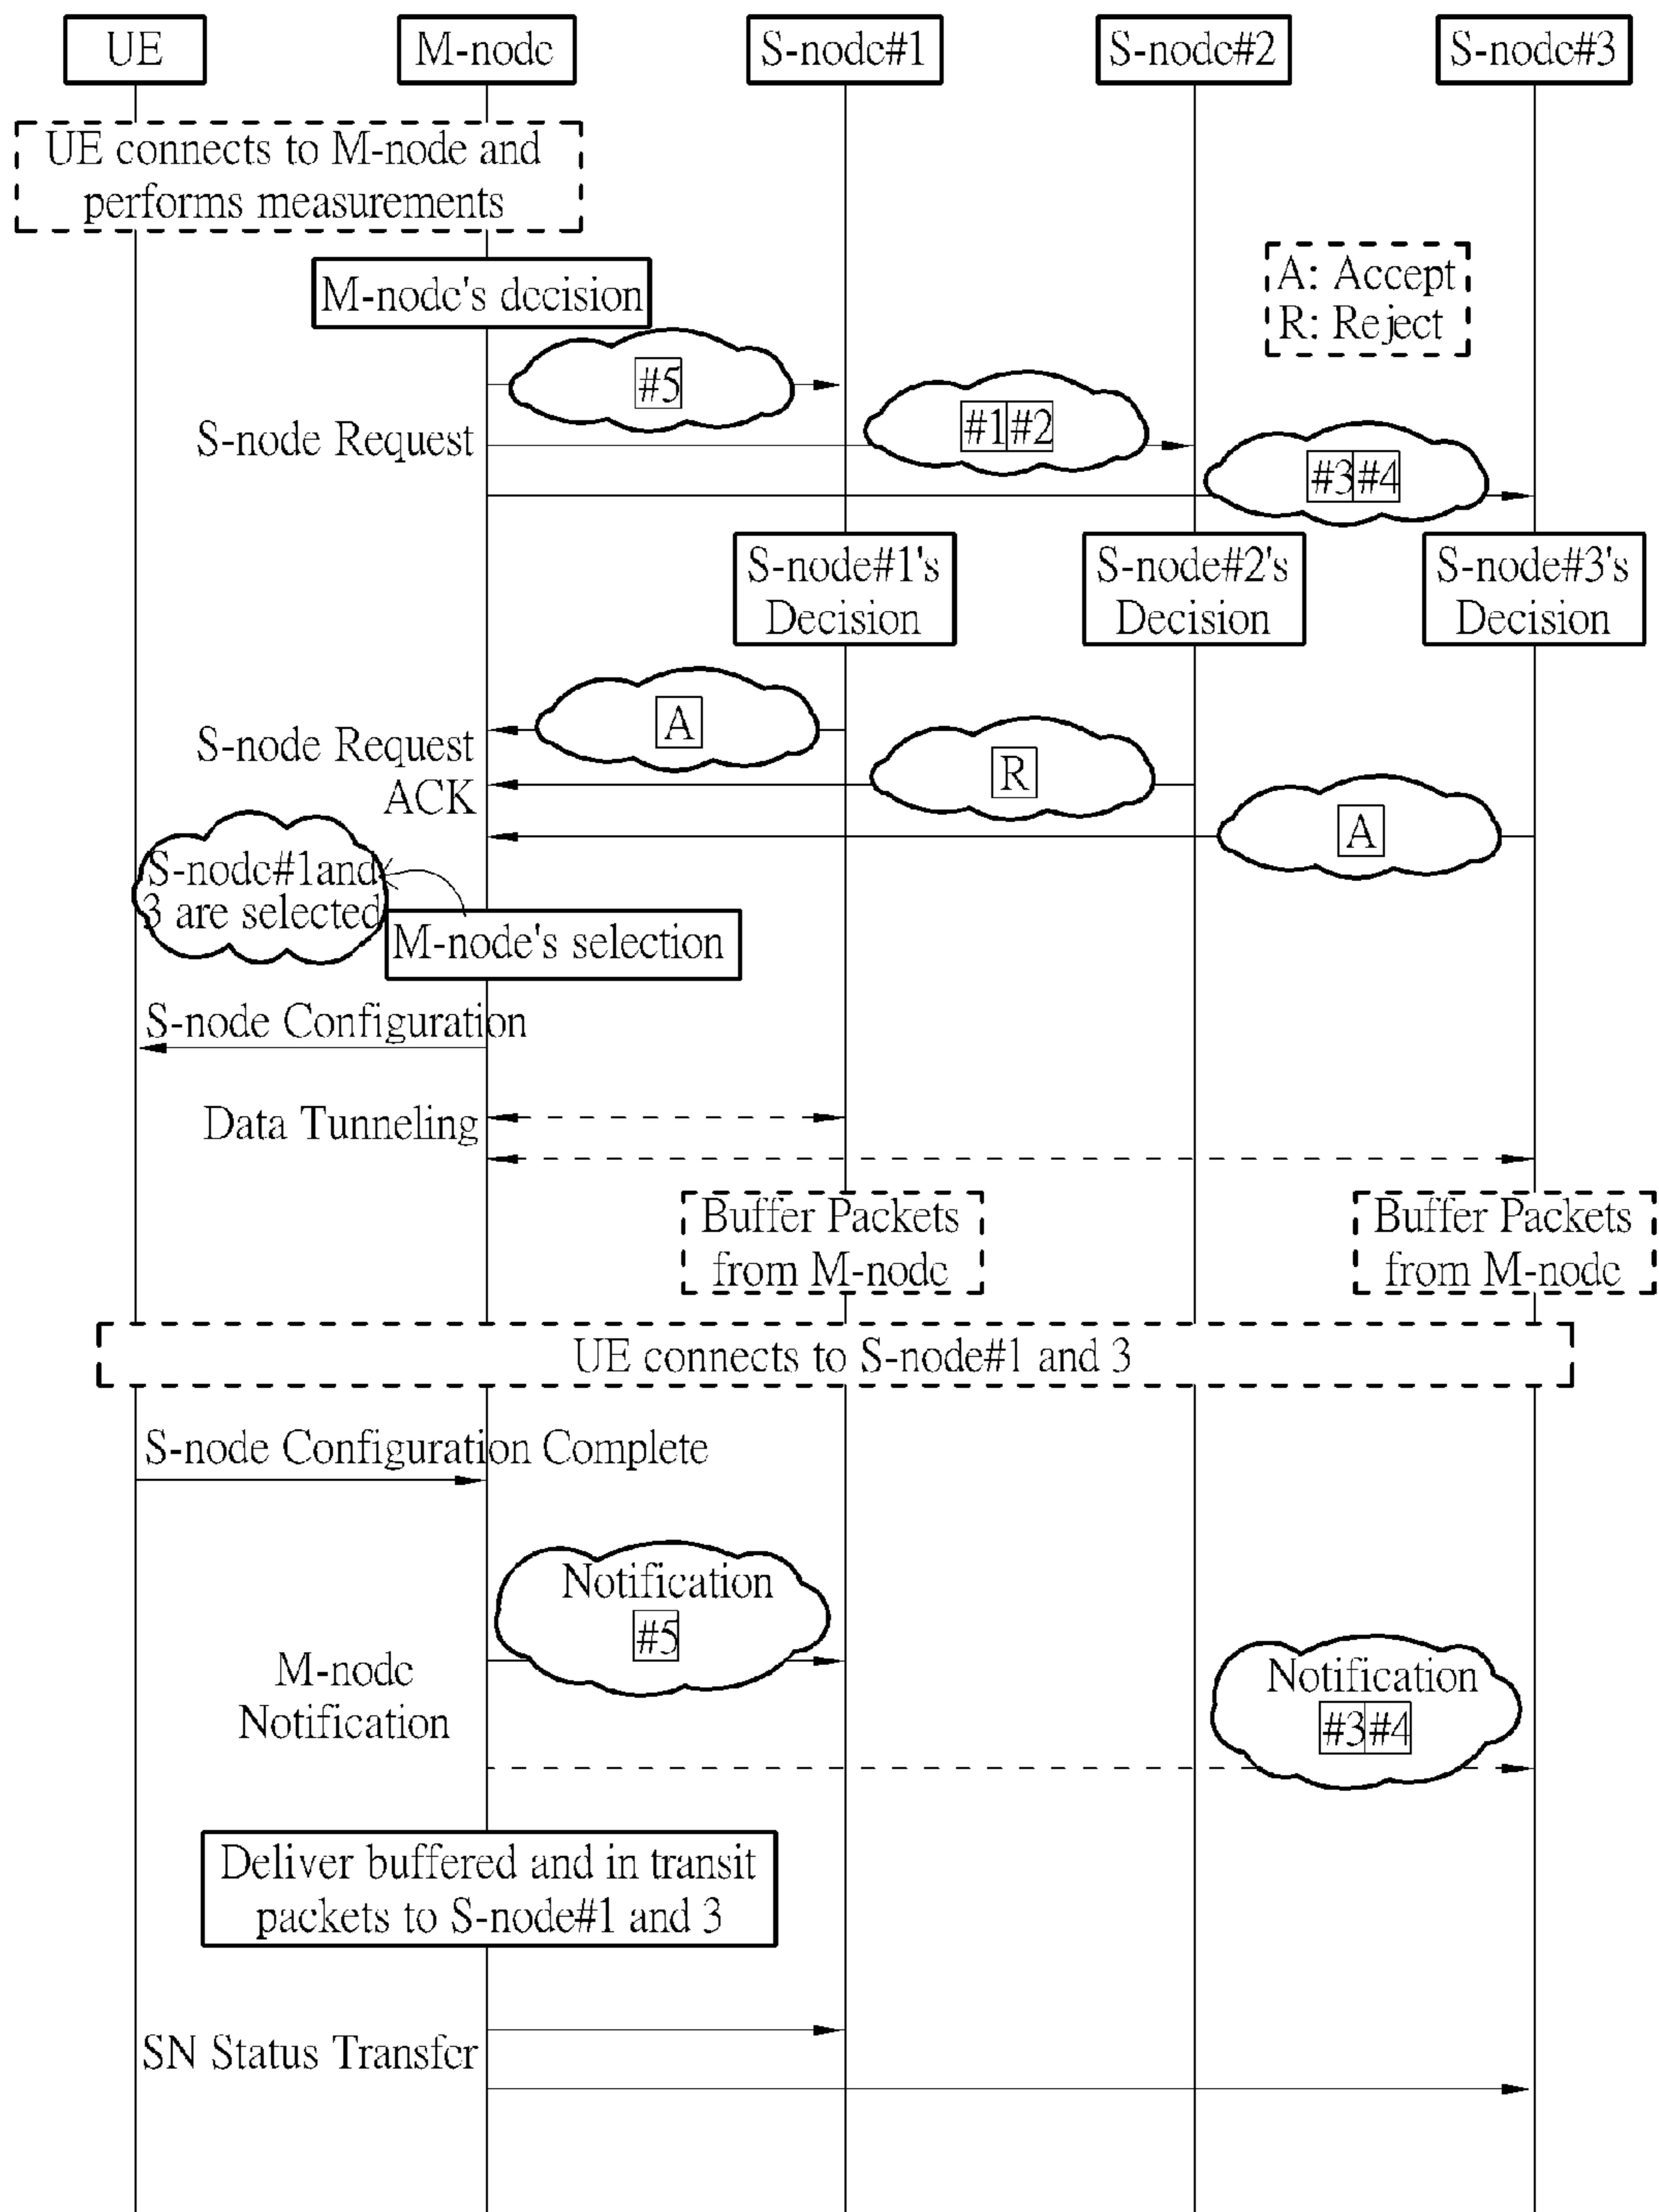 UE
M-node
S-node#1
S-node#2
S-node#3
UE connects to M-node and
performs measurements
M-node's decision
A: Accept
R: Reject
#5
S-node Request
#1 #2
#3 #4
S-node#1's
Decision
S-node#2's
Decision
S-node#3's
Decision
A
S-node Request
ACK
R
A
S-node#1and
3 are selected
M-node's selection
S-node Configuration
Data Tunneling
Buffer Packets
from M-node
Buffer Packets
from M-node
UE connects to S-node#1 and 3
S-node Configuration Complete
Notification
#5
M-node
Notification
Notification
#3 #4
Deliver buffered and in transit
packets to S-node#1 and 3
SN Status Transfer